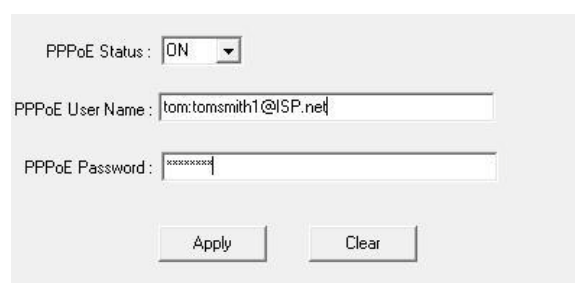 PPPoE Status : ON
PPPoE User Name : tom:tomsmith1@ISP.net
PPPoE Password : ********
Apply Clear